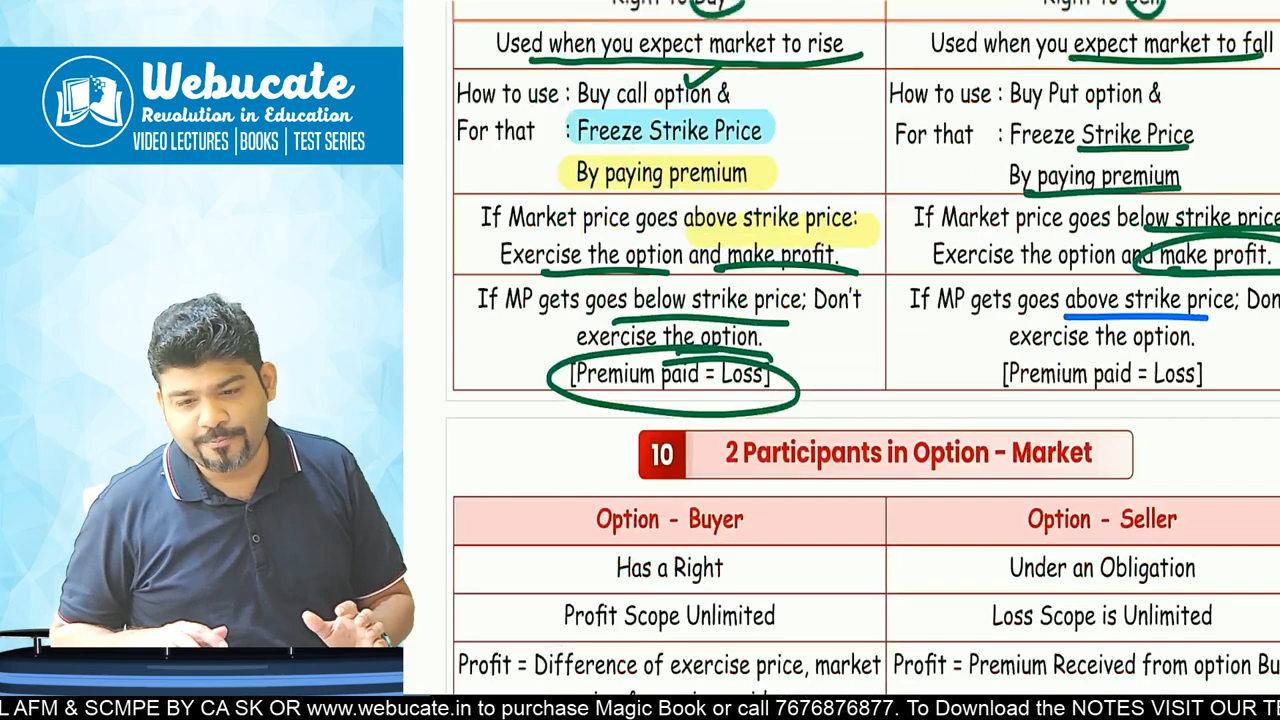 Webucate
Revolution in Education
VIDEO LECTURES | BOOKS | TEST SERIES
Right to Buy
Used when you expect market to rise
How to use : Buy call option &
For that : Freeze Strike Price
By paying premium
If Market price goes above strike price:
Exercise the option and make profit.
If MP gets goes below strike price; Don't
exercise the option.
[Premium paid = Loss]
Right to Sell
Used when you expect market to fall
How to use : Buy Put option &
For that : Freeze Strike Price
By paying premium
If Market price goes below strike price
Exercise the option and make profit.
If MP gets goes above strike price; Don
exercise the option.
[Premium paid = Loss]
10 2 Participants in Option - Market
Option - Buyer Option - Seller
Has a Right Under an Obligation
Profit Scope Unlimited Loss Scope is Unlimited
Profit = Difference of exercise price, market Profit = Premium Received from option Bu
L AFM & SCMPE BY CA SK OR www.webucate.in to purchase Magic Book or call 7676876877. To Download the NOTES VISIT OUR TE